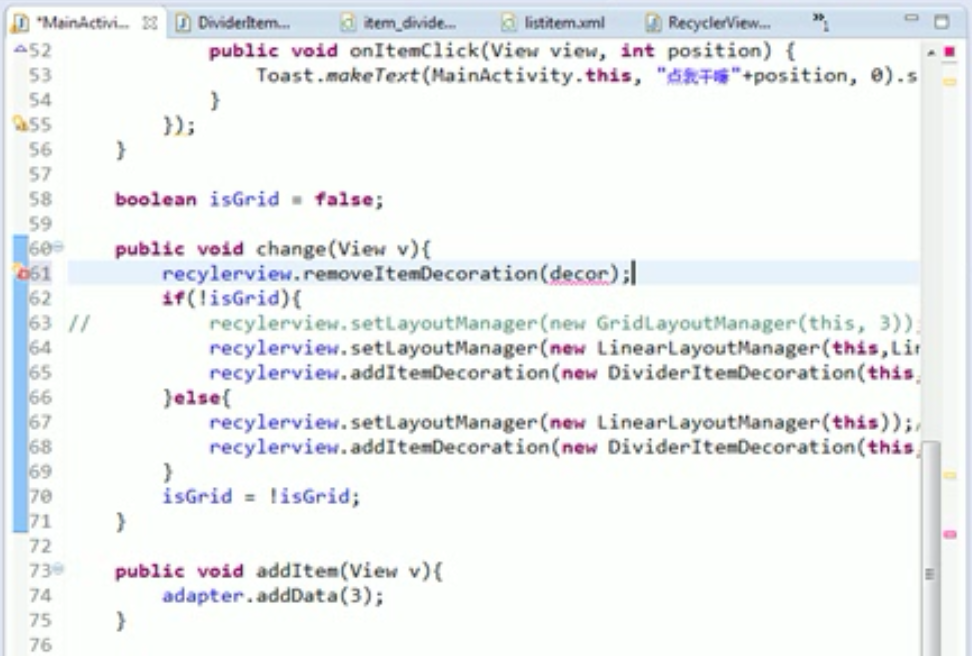 *MainActivi... DividerItem... item_divide... listitem.xml RecyclerView... »1
52 public void onItemClick(View view, int position) {
53 Toast.makeText(MainActivity.this, "点我干嘛"+position, 0).s
54 }
55 });
56 }
57
58 boolean isGrid = false;
59
60 public void change(View v){
61 recylerview.removeItemDecoration(decor);
62 if(!isGrid){
63 // recylerview.setLayoutManager(new GridLayoutManager(this, 3));
64 recylerview.setLayoutManager(new LinearLayoutManager(this,Lin
65 recylerview.addItemDecoration(new DividerItemDecoration(this,
66 }else{
67 recylerview.setLayoutManager(new LinearLayoutManager(this));
68 recylerview.addItemDecoration(new DividerItemDecoration(this,
69 }
70 isGrid = !isGrid;
71 }
72
73 public void addItem(View v){
74 adapter.addData(3);
75 }
76